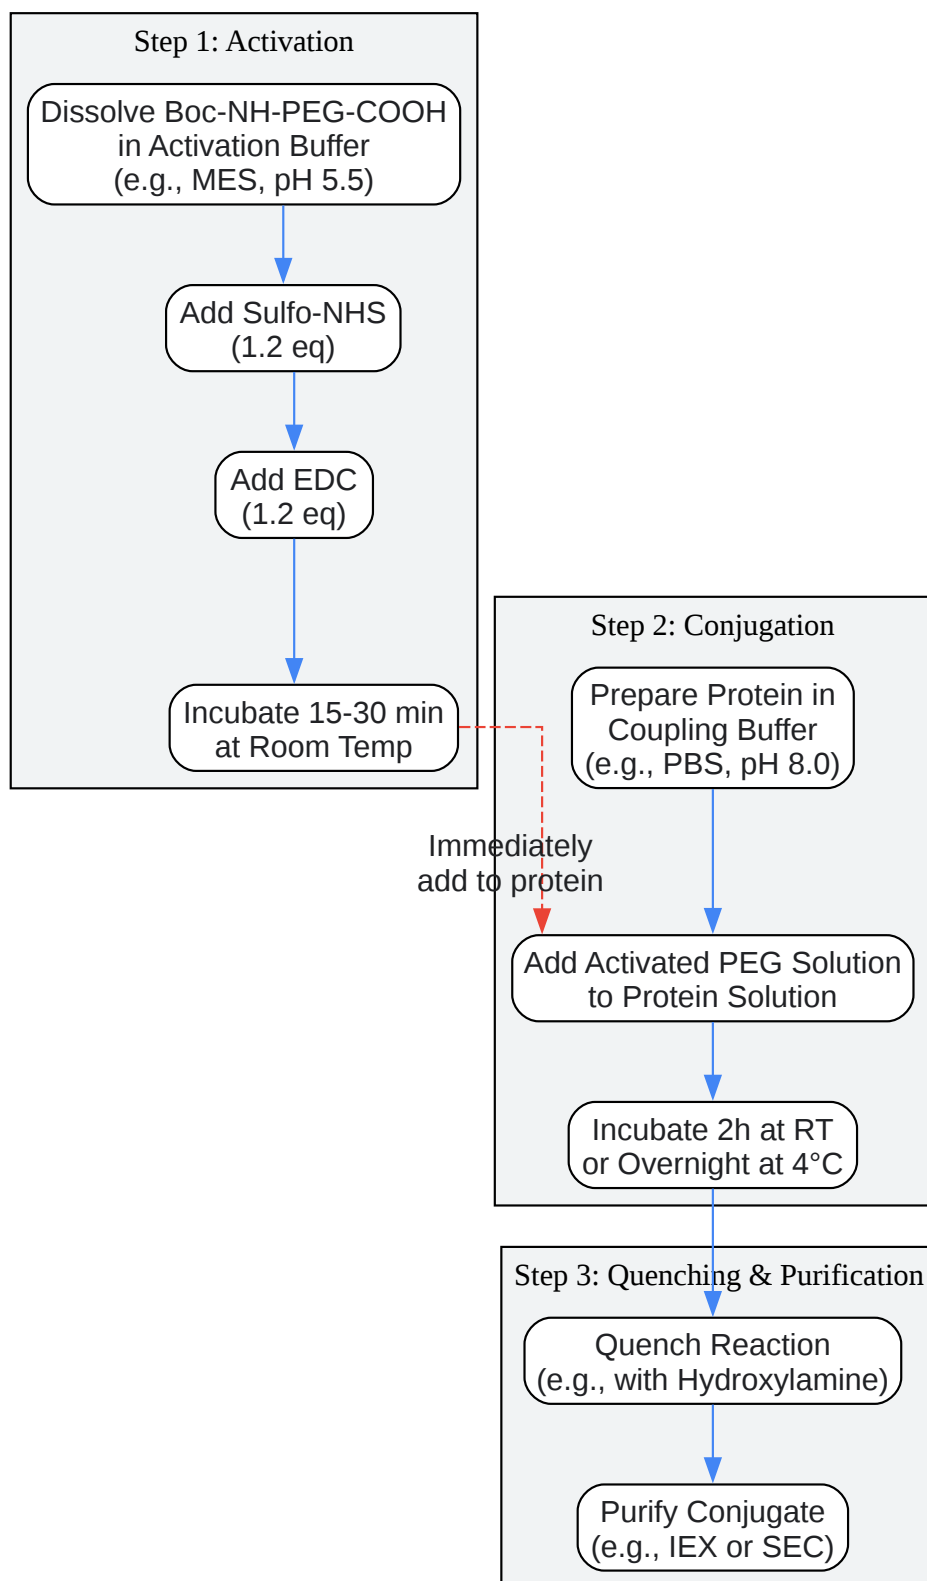 Step 1: Activation
Dissolve Boc-NH-PEG-COOH
in Activation Buffer
(e.g., MES, pH 5.5)
Add Sulfo-NHS
(1.2 eq)
Add EDC
(1.2 eq)
Incubate 15-30 min
at Room Temp
Immediately
add to protein
Step 2: Conjugation
Prepare Protein in
Coupling Buffer
(e.g., PBS, pH 8.0)
Add Activated PEG Solution
to Protein Solution
Incubate 2h at RT
or Overnight at 4°C
Step 3: Quenching & Purification
Quench Reaction
(e.g., with Hydroxylamine)
Purify Conjugate
(e.g., IEX or SEC)